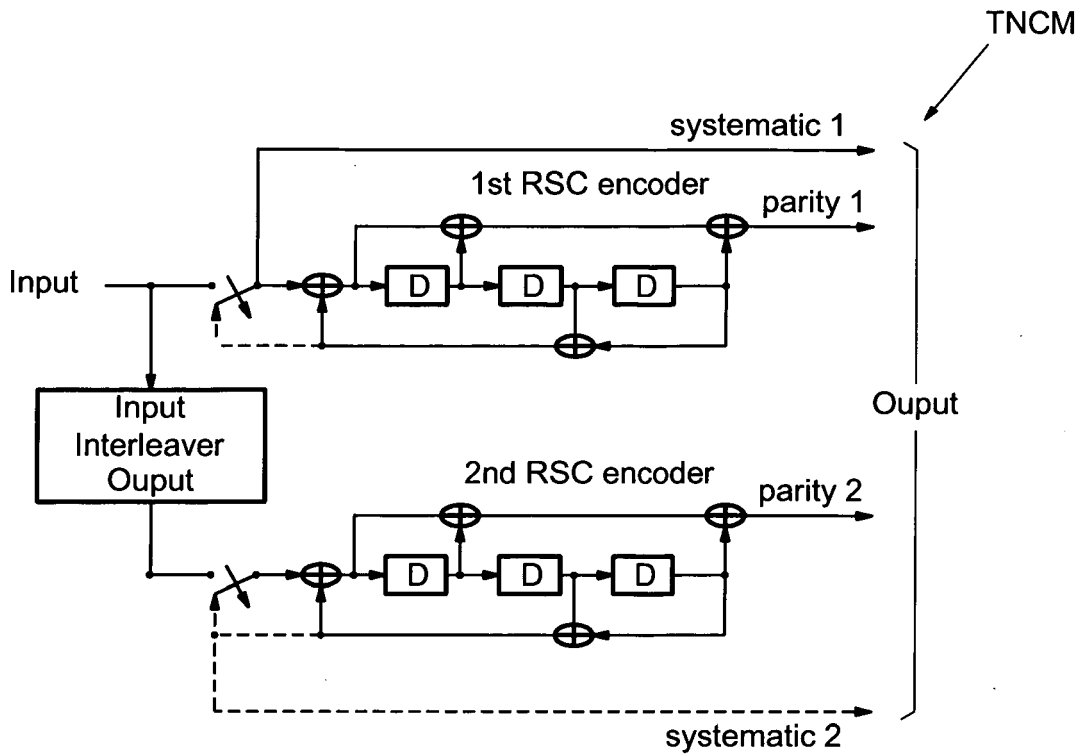 TNCM
systematic 1
1st RSC encoder
parity 1
Input
D
D
D
Input
Interleaver
Ouput
Ouput
2nd RSC encoder
parity 2
D
D
D
systematic 2